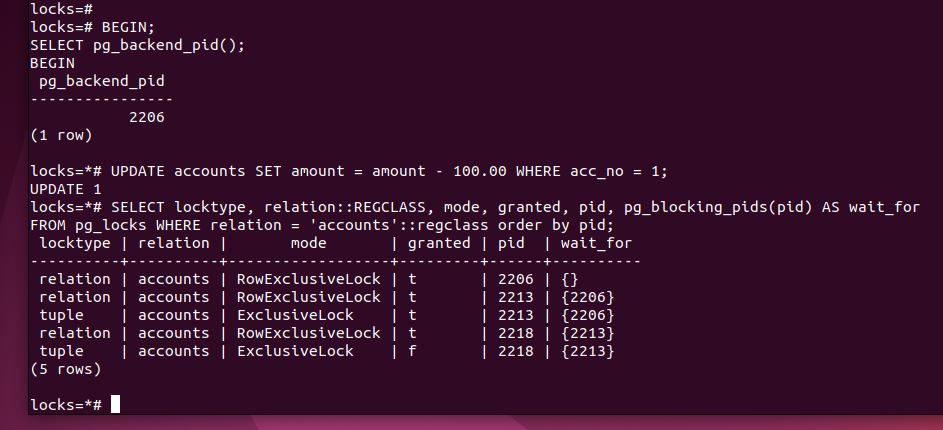 locks=#
locks=# BEGIN;
SELECT pg_backend_pid();
BEGIN
 pg_backend_pid
----------------
           2206
(1 row)

locks=*# UPDATE accounts SET amount = amount - 100.00 WHERE acc_no = 1;
UPDATE 1
locks=*# SELECT locktype, relation::REGCLASS, mode, granted, pid, pg_blocking_pids(pid) AS wait_for
FROM pg_locks WHERE relation = 'accounts'::regclass order by pid;
 locktype | relation |       mode       | granted | pid  | wait_for
----------+----------+------------------+---------+------+----------
 relation | accounts | RowExclusiveLock | t       | 2206 | {}
 relation | accounts | RowExclusiveLock | t       | 2213 | {2206}
 tuple    | accounts | ExclusiveLock    | t       | 2213 | {2206}
 relation | accounts | RowExclusiveLock | t       | 2218 | {2213}
 tuple    | accounts | ExclusiveLock    | f       | 2218 | {2213}
(5 rows)

locks=*#